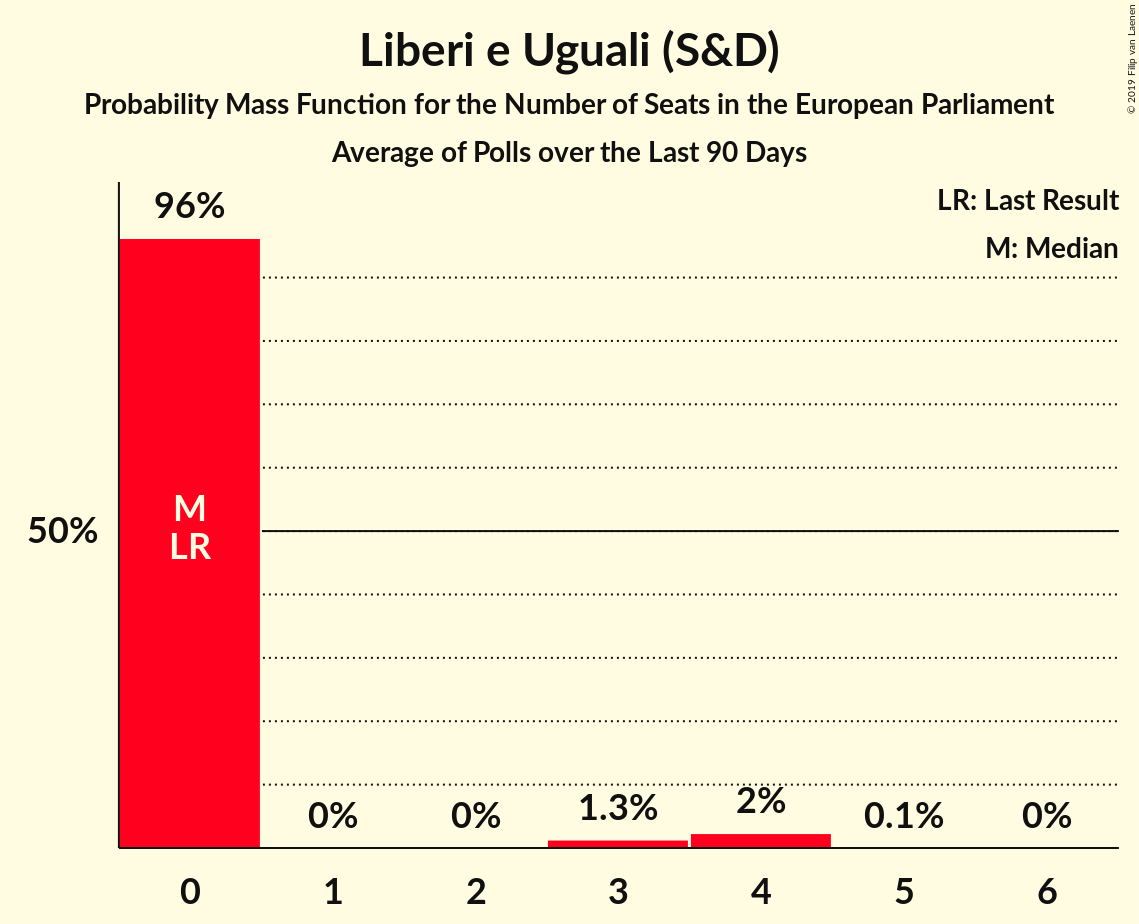 Liberi e Uguali (S&D)
Probability Mass Function for the Number of Seats in the European Parliament
Average of Polls over the Last 90 Days
© 2019 Filip van Laenen
LR: Last Result
M: Median
96%
M
LR
50%
0%
0%
1.3%
2%
0.1%
0%
0
1
2
3
4
5
6